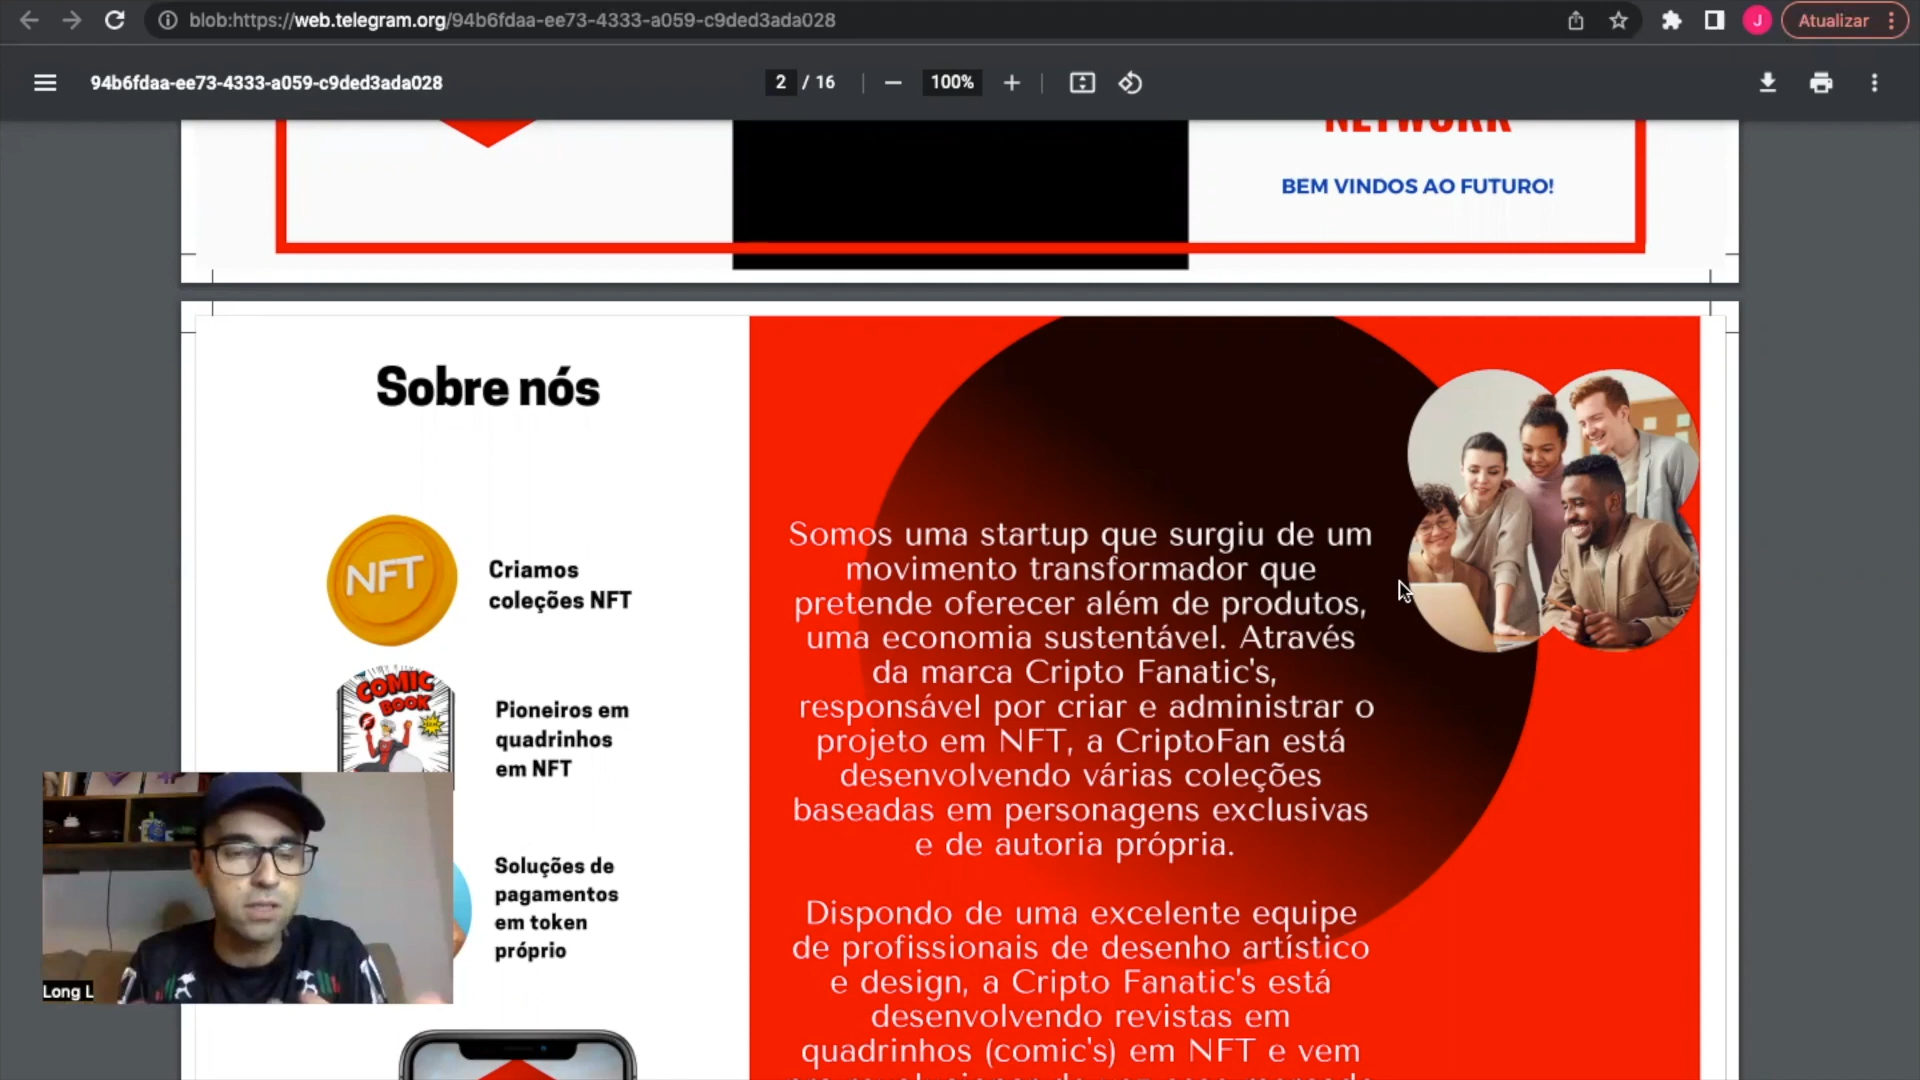 blob:https://web.telegram.org/94b6fdaa-ee73-4333-a059-c9ded3ada028
J
Atualizar
94b6fdaa-ee73-4333-a059-c9ded3ada028
2 / 16
100%
NETWORK
BEM VINDOS AO FUTURO!
Sobre nós
NFT
Criamos
coleções NFT
COMIC
BOOK
Pioneiros em
quadrinhos
em NFT
Soluções de
pagamentos
em token
próprio
Long L
Somos uma startup que surgiu de um
movimento transformador que
pretende oferecer além de produtos,
uma economia sustentável. Através
da marca Cripto Fanatic's,
responsável por criar e administrar o
projeto em NFT, a CriptoFan está
desenvolvendo várias coleções
baseadas em personagens exclusivas
e de autoria própria.
Dispondo de uma excelente equipe
de profissionais de desenho artístico
e design, a Cripto Fanatic's está
desenvolvendo revistas em
quadrinhos (comic's) em NFT e vem